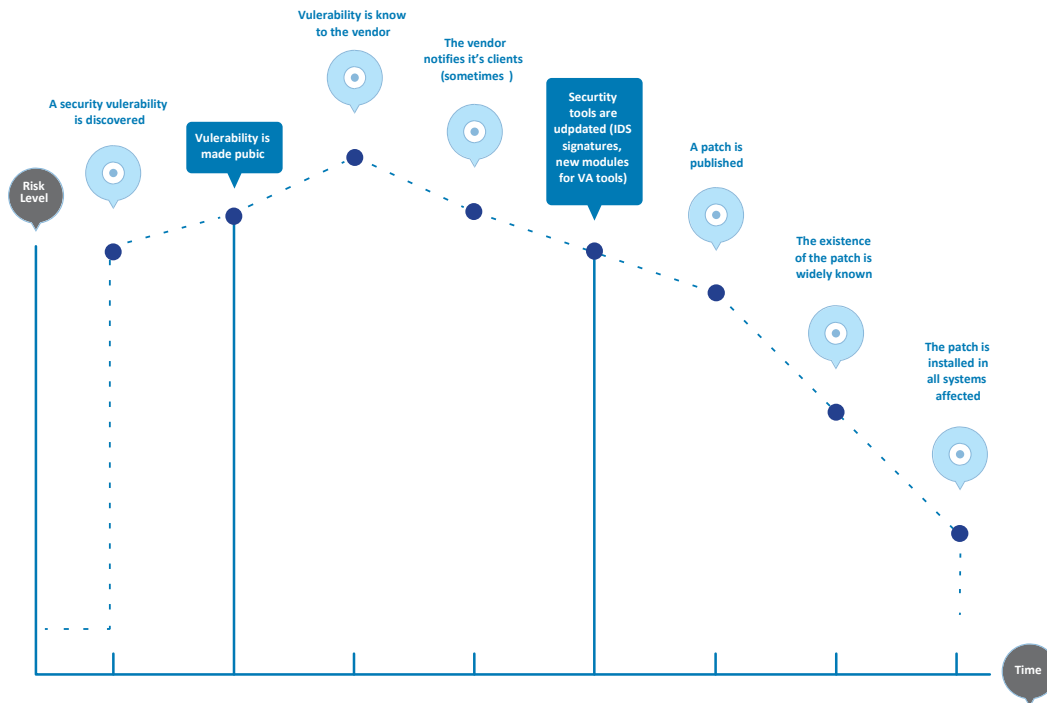 Vulerability is know
to the vendor
The vendor
notifies it's clients
(sometimes )
A security vulerability
is discovered
Vulerability is
made pubic
Securtity
tools are
udpdated (IDS
signatures,
new modules
for VA tools)
A patch is
published
Risk
Level
The existence
of the patch is
widely known
The patch is
installed in
all systems
affected
Time